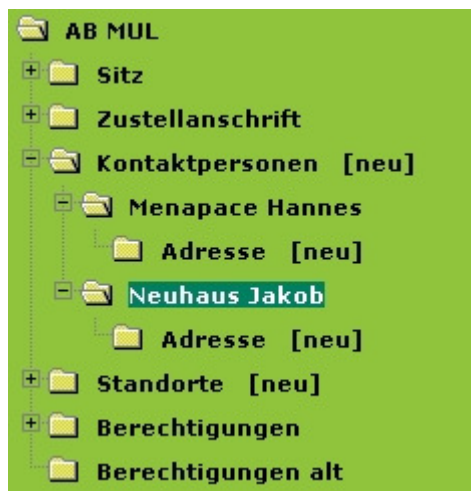 AB MUL
Sitz
Zustellanschrift
Kontaktpersonen [neu]
Menapace Hannes
Adresse [neu]
Neuhaus Jakob
Adresse [neu]
Standorte [neu]
Berechtigungen
Berechtigungen alt